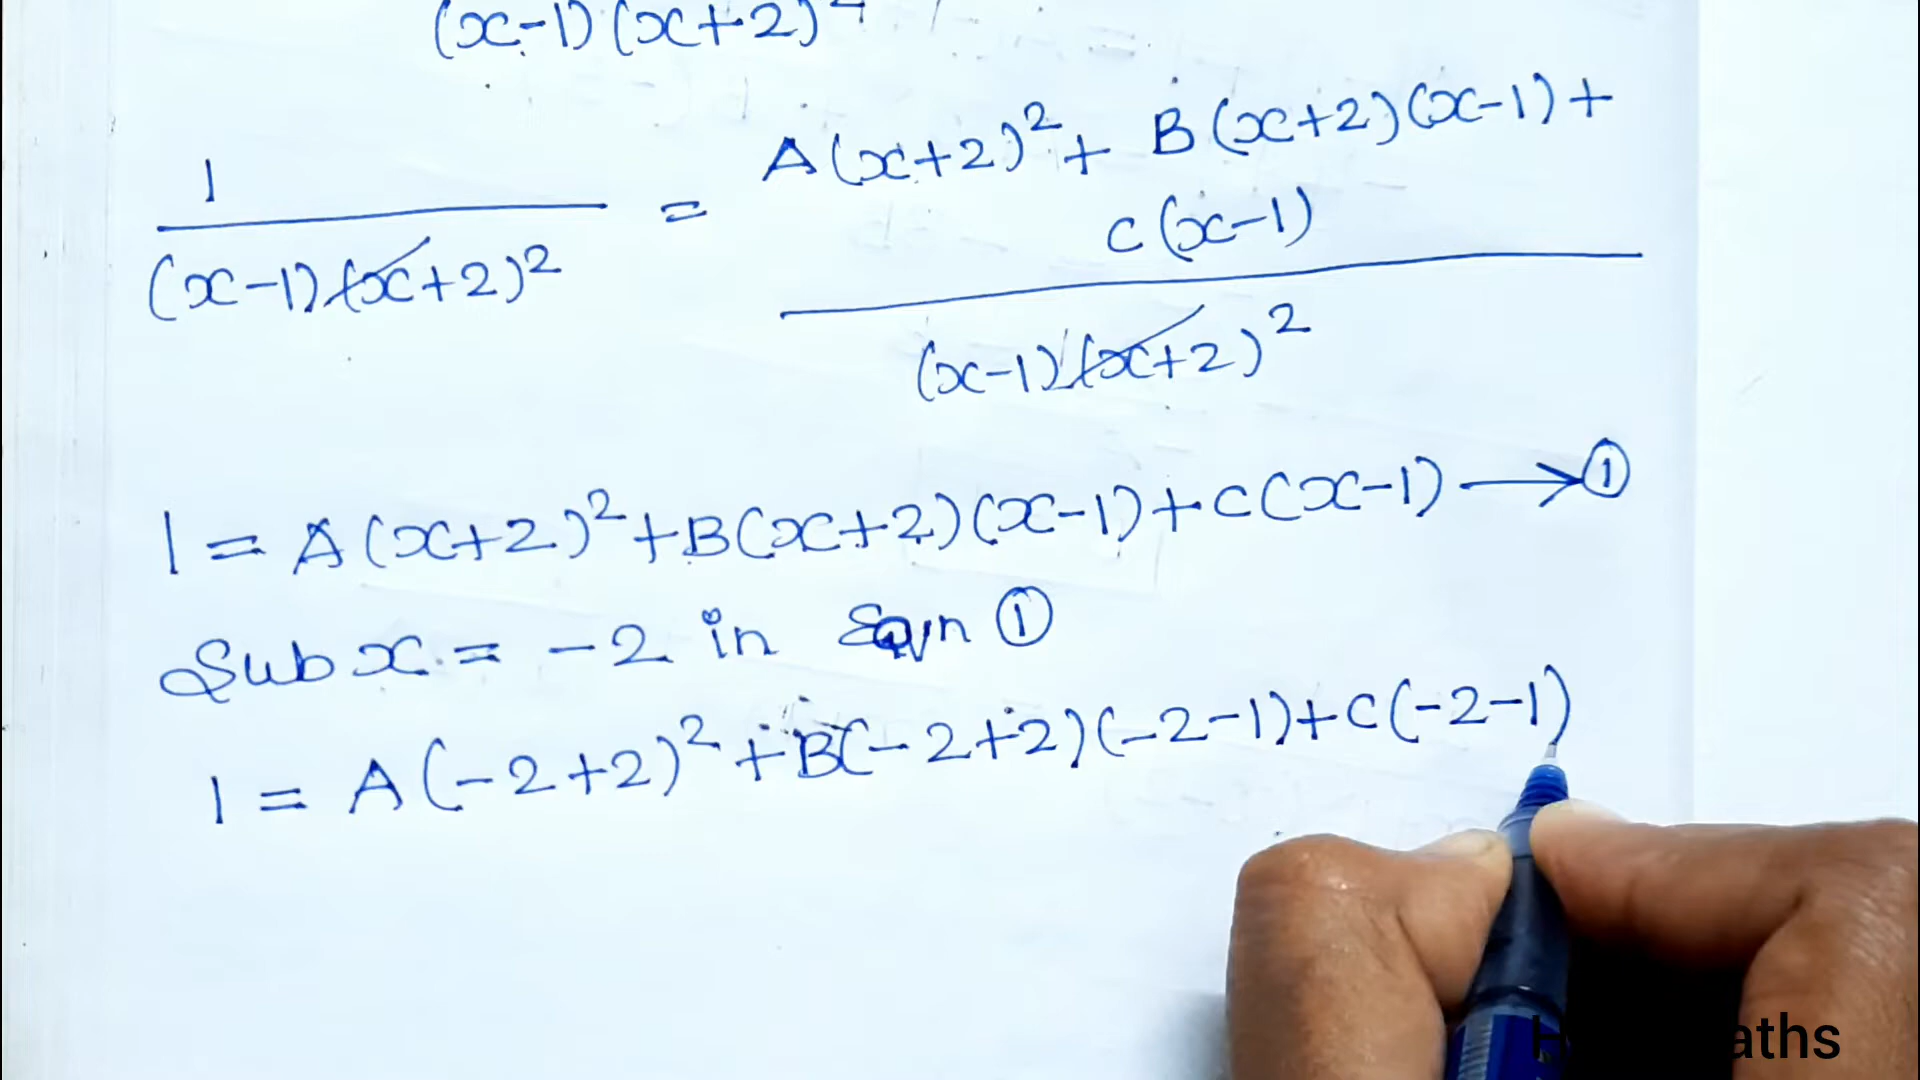 (x-1)(x+2)²
A(x+2)² + B(x+2)(x-1) +
1 = C(x-1)
(x-1)(x+2)² (x-1)(x+2)²
1 = A(x+2)² + B(x+2)(x-1) + C(x-1) → ①
Sub x = -2 in Eqn ①
1 = A(-2+2)² + B(-2+2)(-2-1) + C(-2-1)
aths